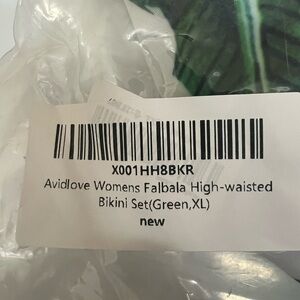 X001HH8BKR
Avidlove Womens Falbala High-waisted
Bikini Set(Green,XL)
new